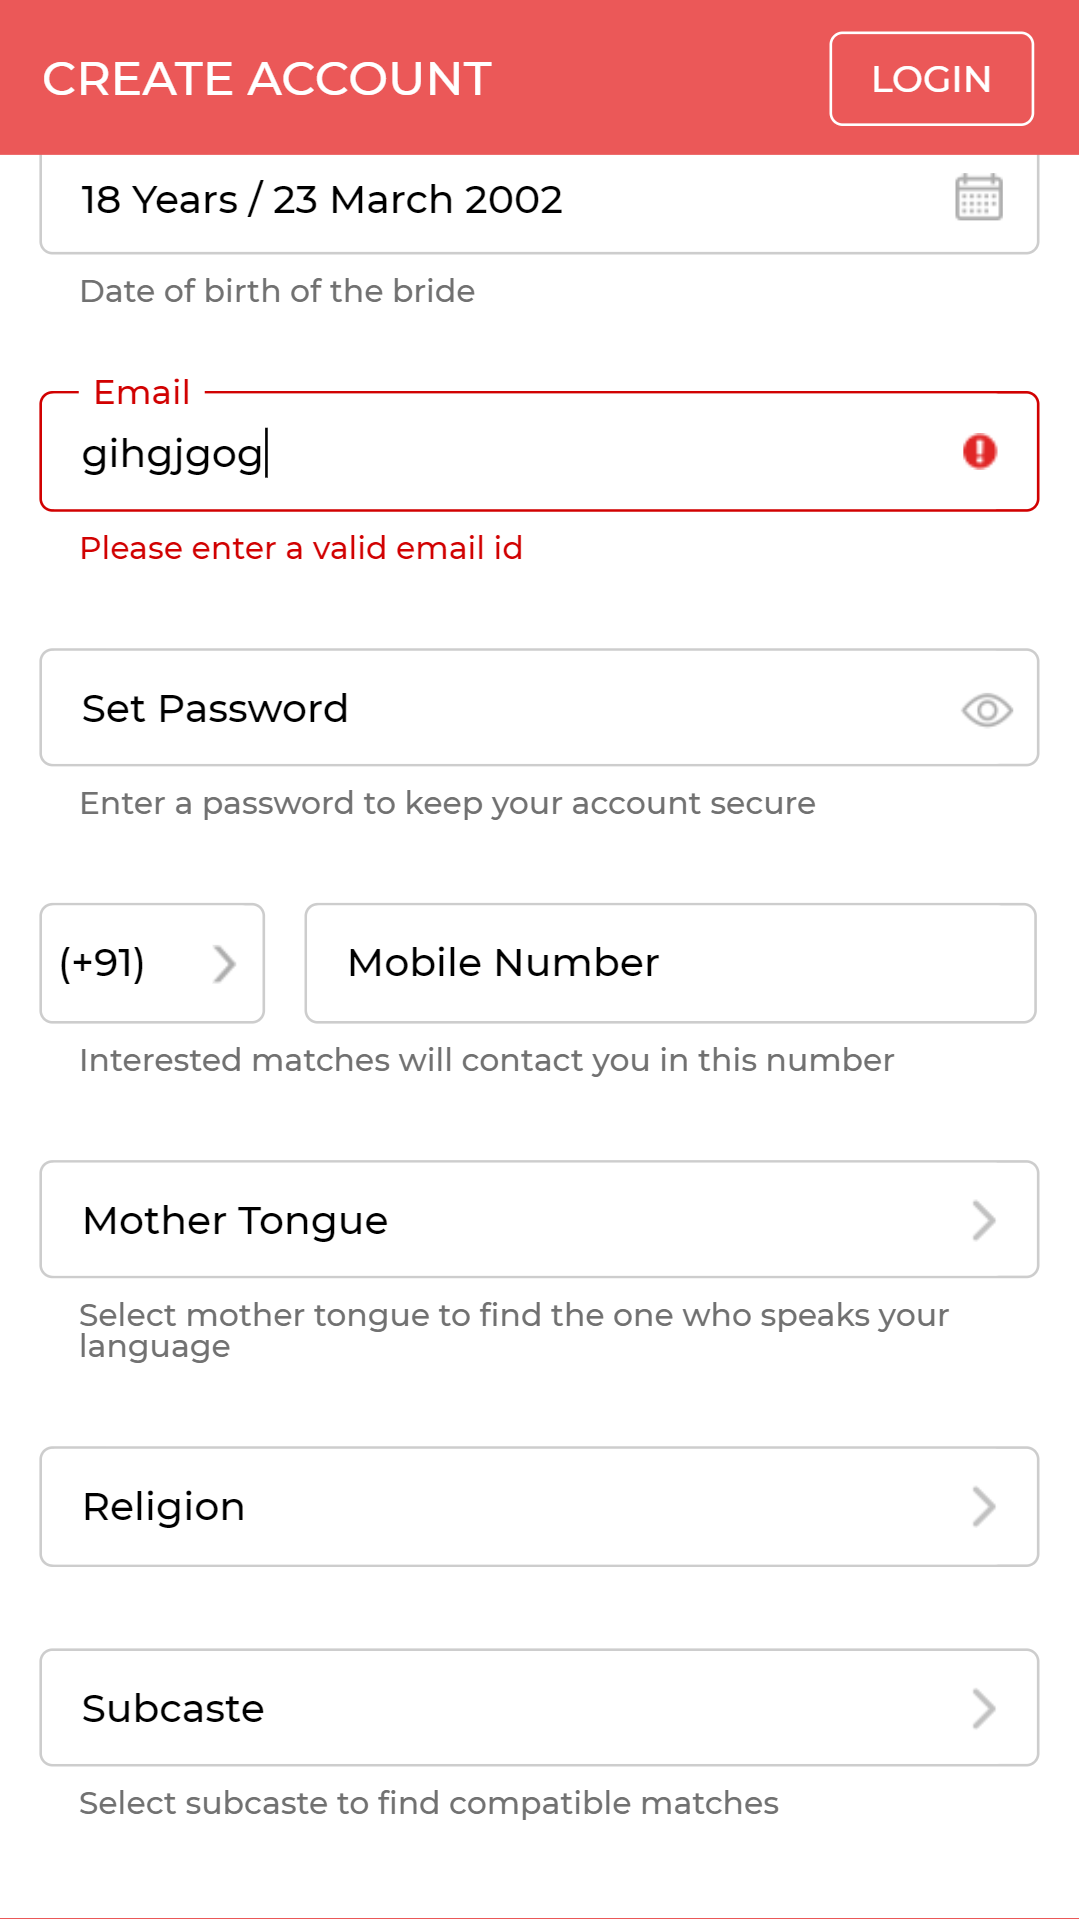 CREATE ACCOUNT
LOGIN
18 Years / 23 March 2002
Date of birth of the bride
Email
gihgjgog
Please enter a valid email id
Set Password
Enter a password to keep your account secure
(+91)
Mobile Number
Interested matches will contact you in this number
Mother Tongue
Select mother tongue to find the one who speaks your
language
Religion
Subcaste
Select subcaste to find compatible matches